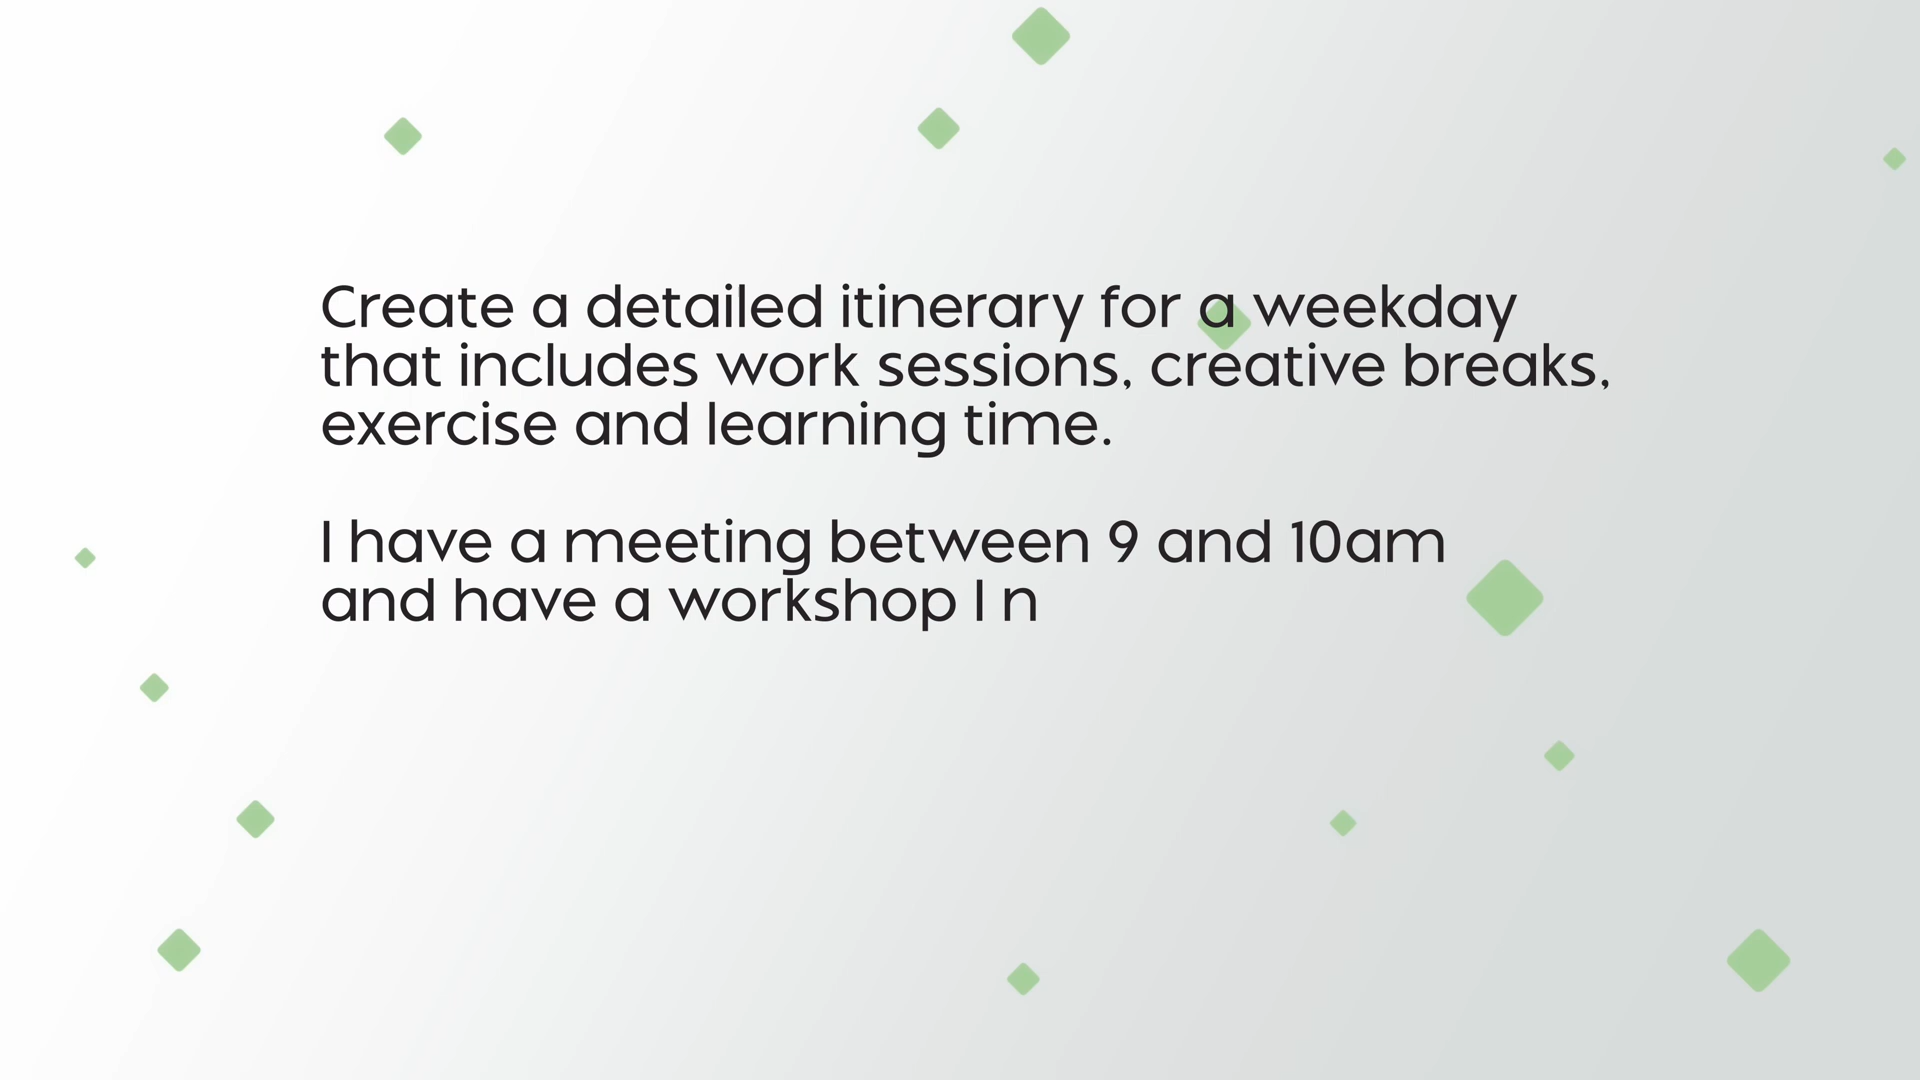 Create a detailed itinerary for a weekday
that includes work sessions, creative breaks,
exercise and learning time.
I have a meeting between 9 and 10am
and have a workshop I n